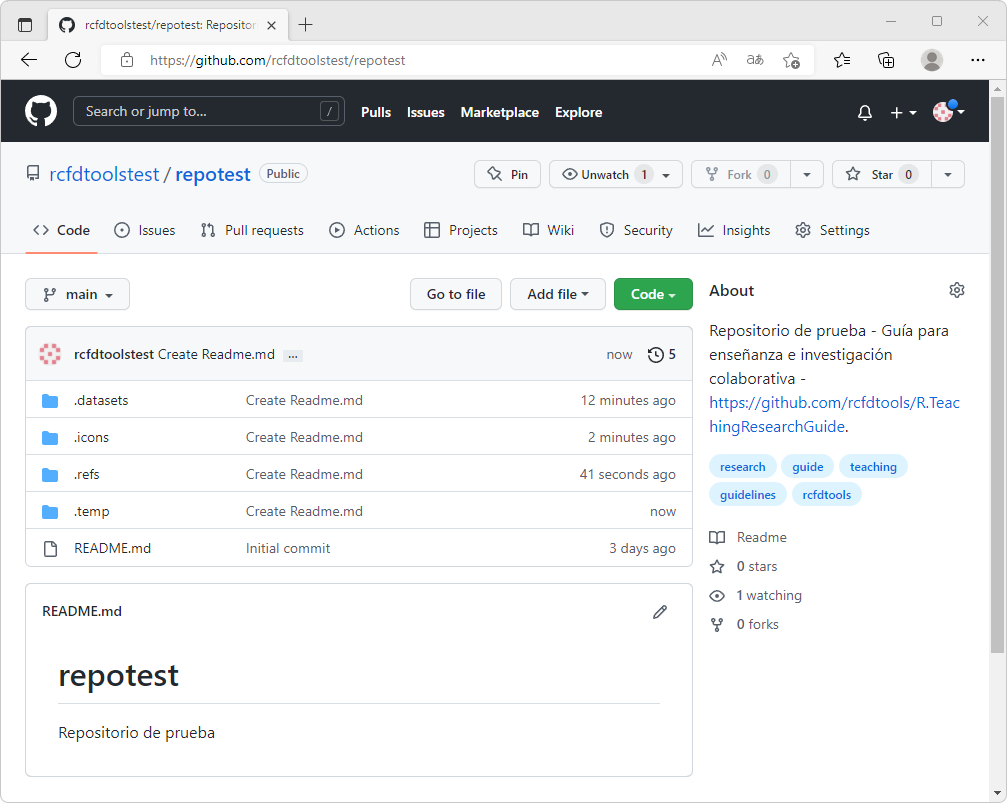 rcfdtoolstest/repotest: Repositor
https://github.com/rcfdtoolstest/repotest
Search or jump to... /
Pulls Issues Marketplace Explore
rcfdtoolstest / repotest Public
Pin Unwatch 1 Fork 0 Star 0
Code Issues Pull requests Actions Projects Wiki Security Insights Settings
main Go to file Add file Code
rcfdtoolstest Create Readme.md ... now 5
.datasets Create Readme.md 12 minutes ago
.icons Create Readme.md 2 minutes ago
.refs Create Readme.md 41 seconds ago
.temp Create Readme.md now
README.md Initial commit 3 days ago
README.md
repotest
Repositorio de prueba
About
Repositorio de prueba - Guía para
enseñanza e investigación
colaborativa -
https://github.com/rcfdtools/R.Teac
hingResearchGuide.
research guide teaching
guidelines rcfdtools
Readme
0 stars
1 watching
0 forks